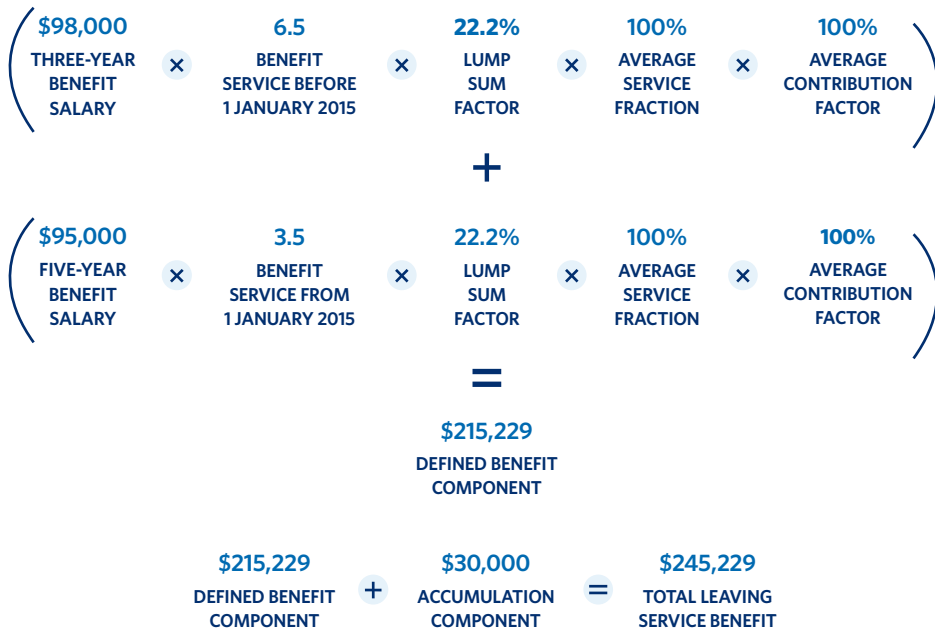 $98,000 6.5 22.2% 100% 100%
THREE-YEAR × BENEFIT × LUMP × AVERAGE × AVERAGE
BENEFIT SERVICE BEFORE SUM SERVICE CONTRIBUTION
SALARY 1 JANUARY 2015 FACTOR FRACTION FACTOR
+
$95,000 3.5 22.2% 100% 100%
FIVE-YEAR × BENEFIT × LUMP × AVERAGE × AVERAGE
BENEFIT SERVICE FROM SUM SERVICE CONTRIBUTION
SALARY 1 JANUARY 2015 FACTOR FRACTION FACTOR
=
$215,229
DEFINED BENEFIT
COMPONENT
$215,229 $30,000 $245,229
DEFINED BENEFIT + ACCUMULATION = TOTAL LEAVING
COMPONENT COMPONENT SERVICE BENEFIT